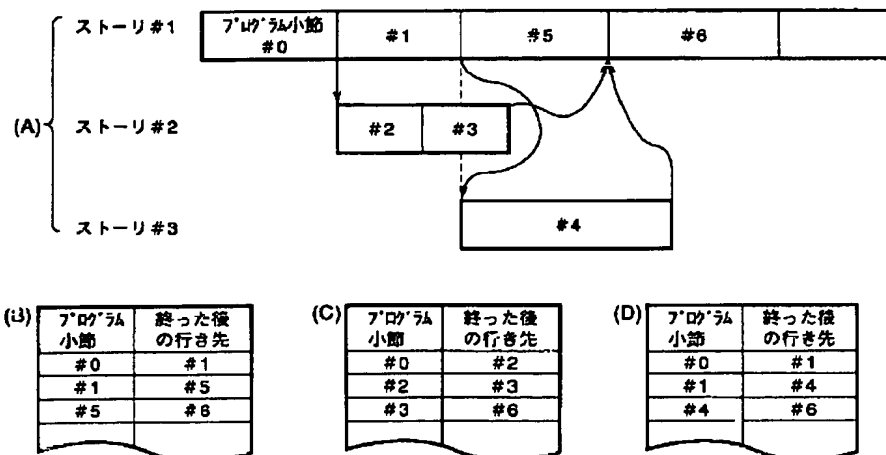 ストーリ#1
プログラム小節
#0
#1
#5
#6
(A)
ストーリ#2
#2
#3
ストーリ#3
#4
(B)
プログラム
小節
終った後
の行き先
#0
#1
#1
#5
#5
#6
(C)
プログラム
小節
終った後
の行き先
#0
#2
#2
#3
#3
#6
(D)
プログラム
小節
終った後
の行き先
#0
#1
#1
#4
#4
#6